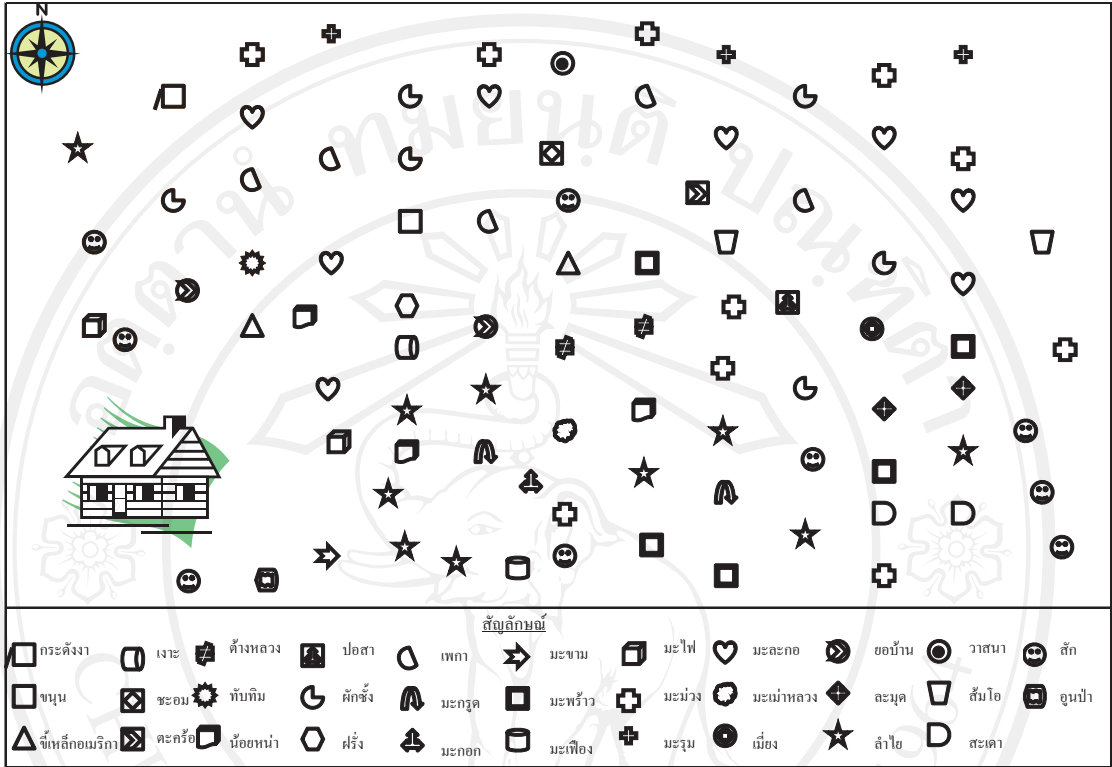 N
สัญลักษณ์
กระดังงา เงาะ ต้างหลวง ปอสา เพกา มะขาม มะไฟ มะละกอ ยอบ้าน วาสนา สัก
ขนุน ชะอม ทับทิม ผักซั้ง มะกรูด มะพร้าว มะม่วง มะเม่าหลวง ละมุด ส้มโอ อูนป่า
ขี้เหล็กอเมริกา ตะคร้อ น้อยหน่า ฝรั่ง มะกอก มะเฟือง มะรุม เมี่ยง ลำไย สะเดา